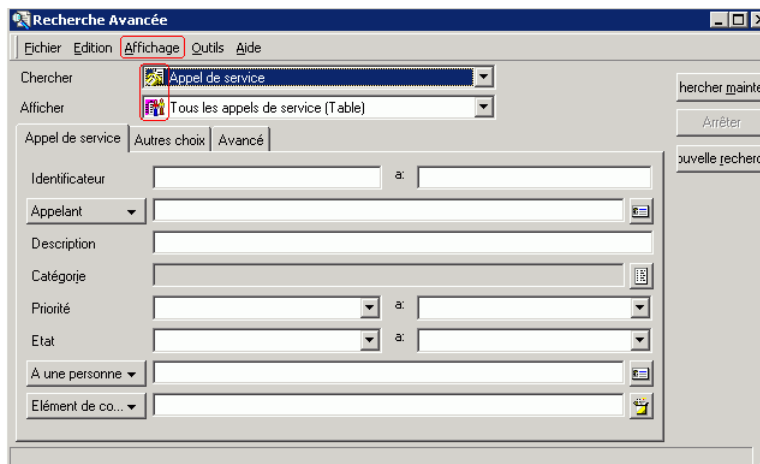 Recherche Avancée
Fichier Edition Affichage Outils Aide
Chercher Appel de service
Afficher Tous les appels de service (Table)
hercher mainte
Arrêter
ouvelle recherc
Appel de service Autres choix Avancé
Identificateur a:
Appelant
Description
Catégorie
Priorité a:
Etat a:
A une personne
Elément de co...